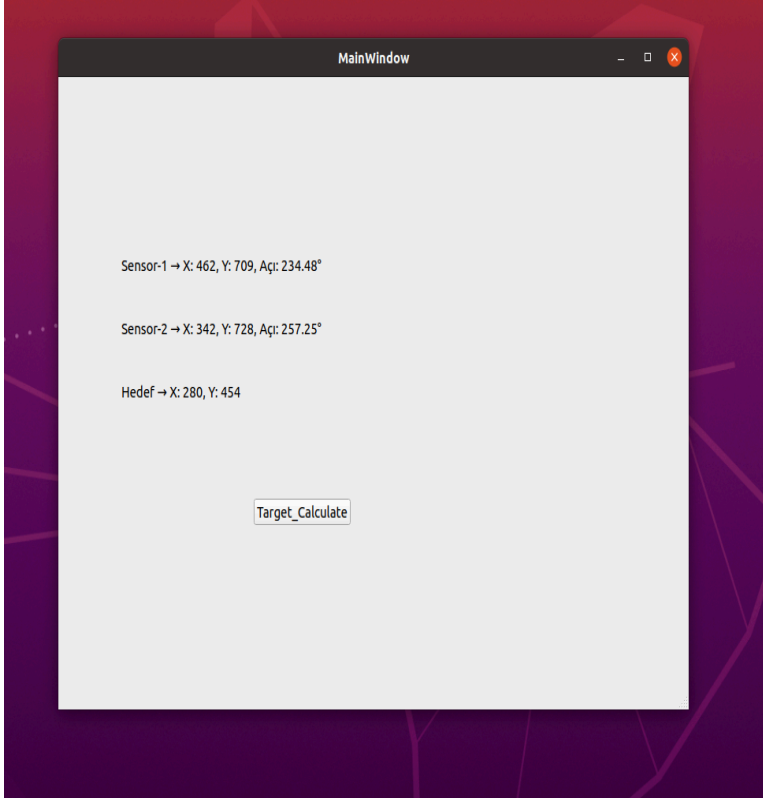 MainWindow
Sensor-1 → X: 462, Y: 709, Açı: 234.48°
Sensor-2 → X: 342, Y: 728, Açı: 257.25°
Hedef → X: 280, Y: 454
Target_Calculate